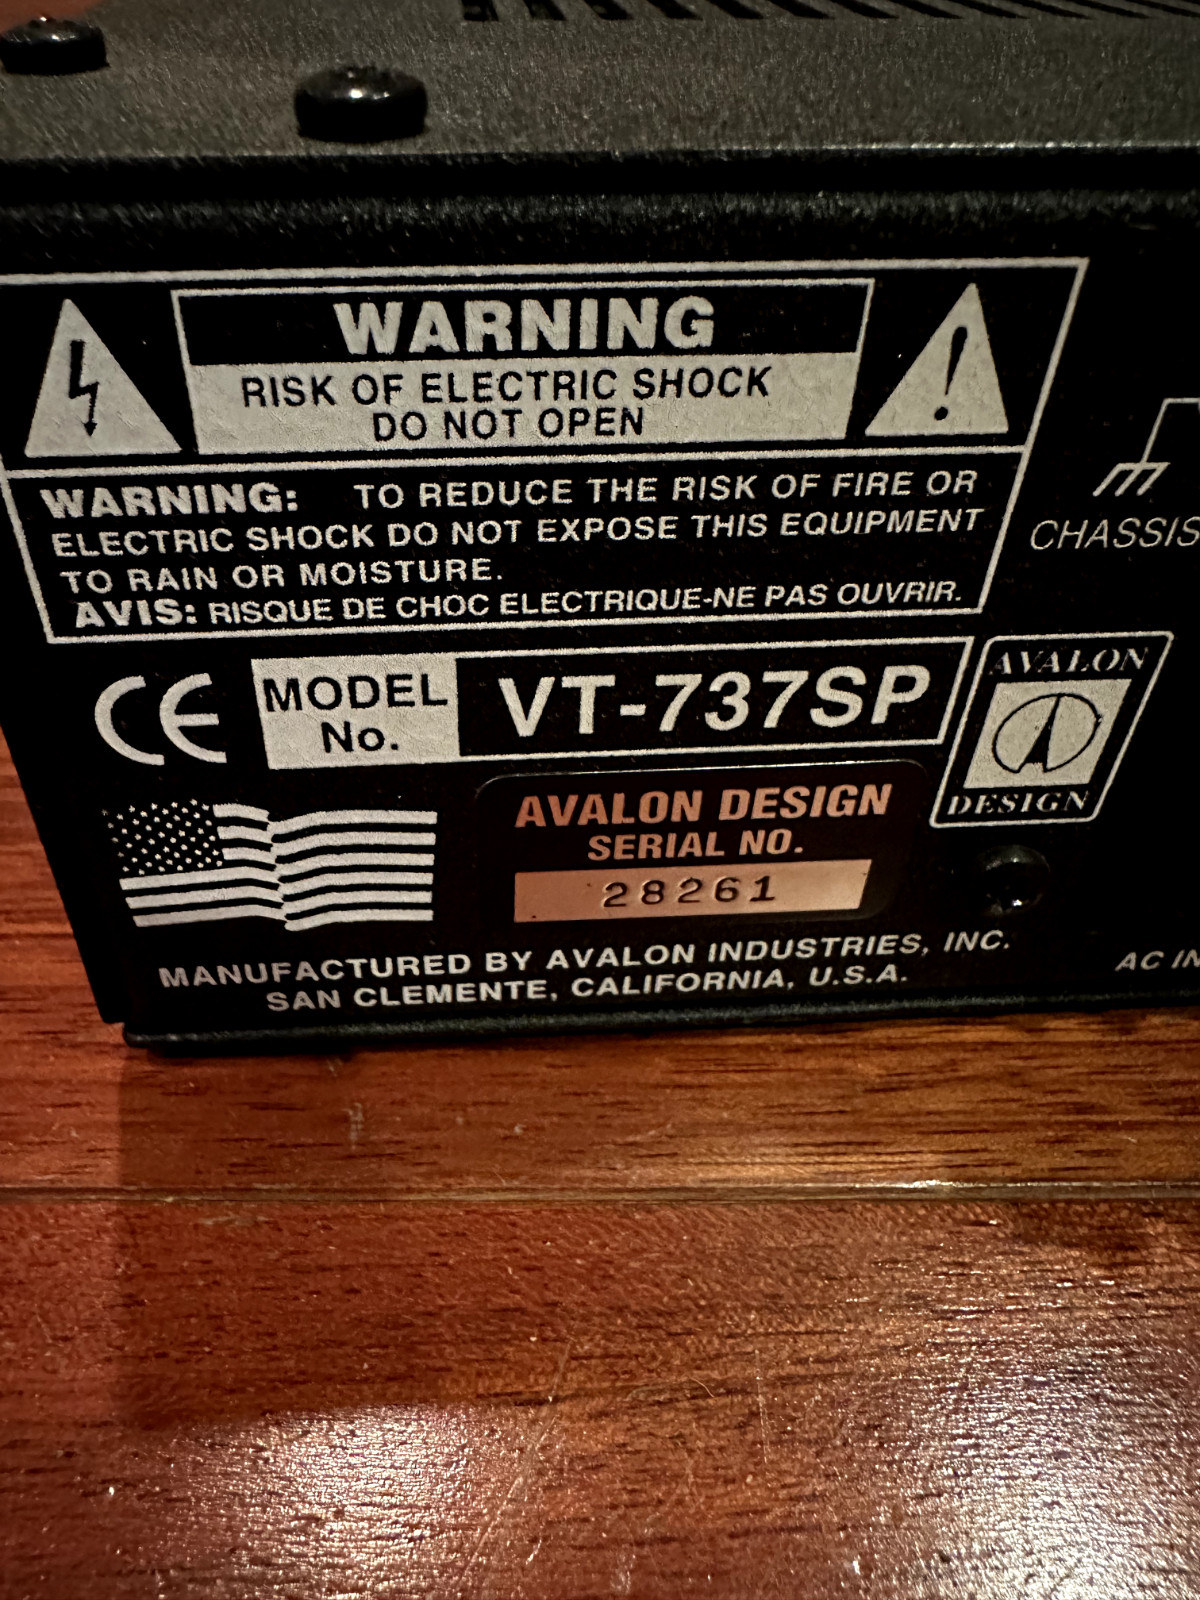 WARNING
RISK OF ELECTRIC SHOCK
DO NOT OPEN
WARNING: TO REDUCE THE RISK OF FIRE OR
ELECTRIC SHOCK DO NOT EXPOSE THIS EQUIPMENT
TO RAIN OR MOISTURE.
AVIS: RISQUE DE CHOC ELECTRIQUE-NE PAS OUVRIR.
CHASSIS
CE
MODEL
No.
VT-737SP
AVALON
DESIGN
AVALON DESIGN
SERIAL NO.
28261
MANUFACTURED BY AVALON INDUSTRIES, INC.
SAN CLEMENTE, CALIFORNIA, U.S.A.
AC IN